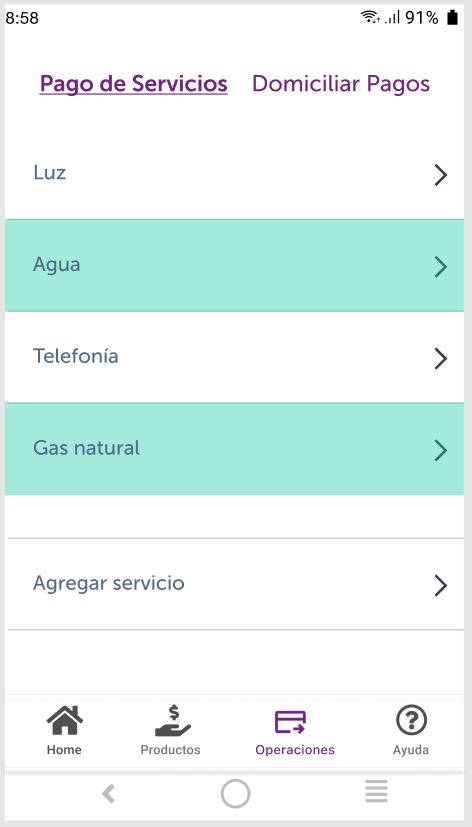 8:58
91%
Pago de Servicios Domiciliar Pagos
Luz
Agua
Telefonía
Gas natural
Agregar servicio
Home Productos Operaciones Ayuda